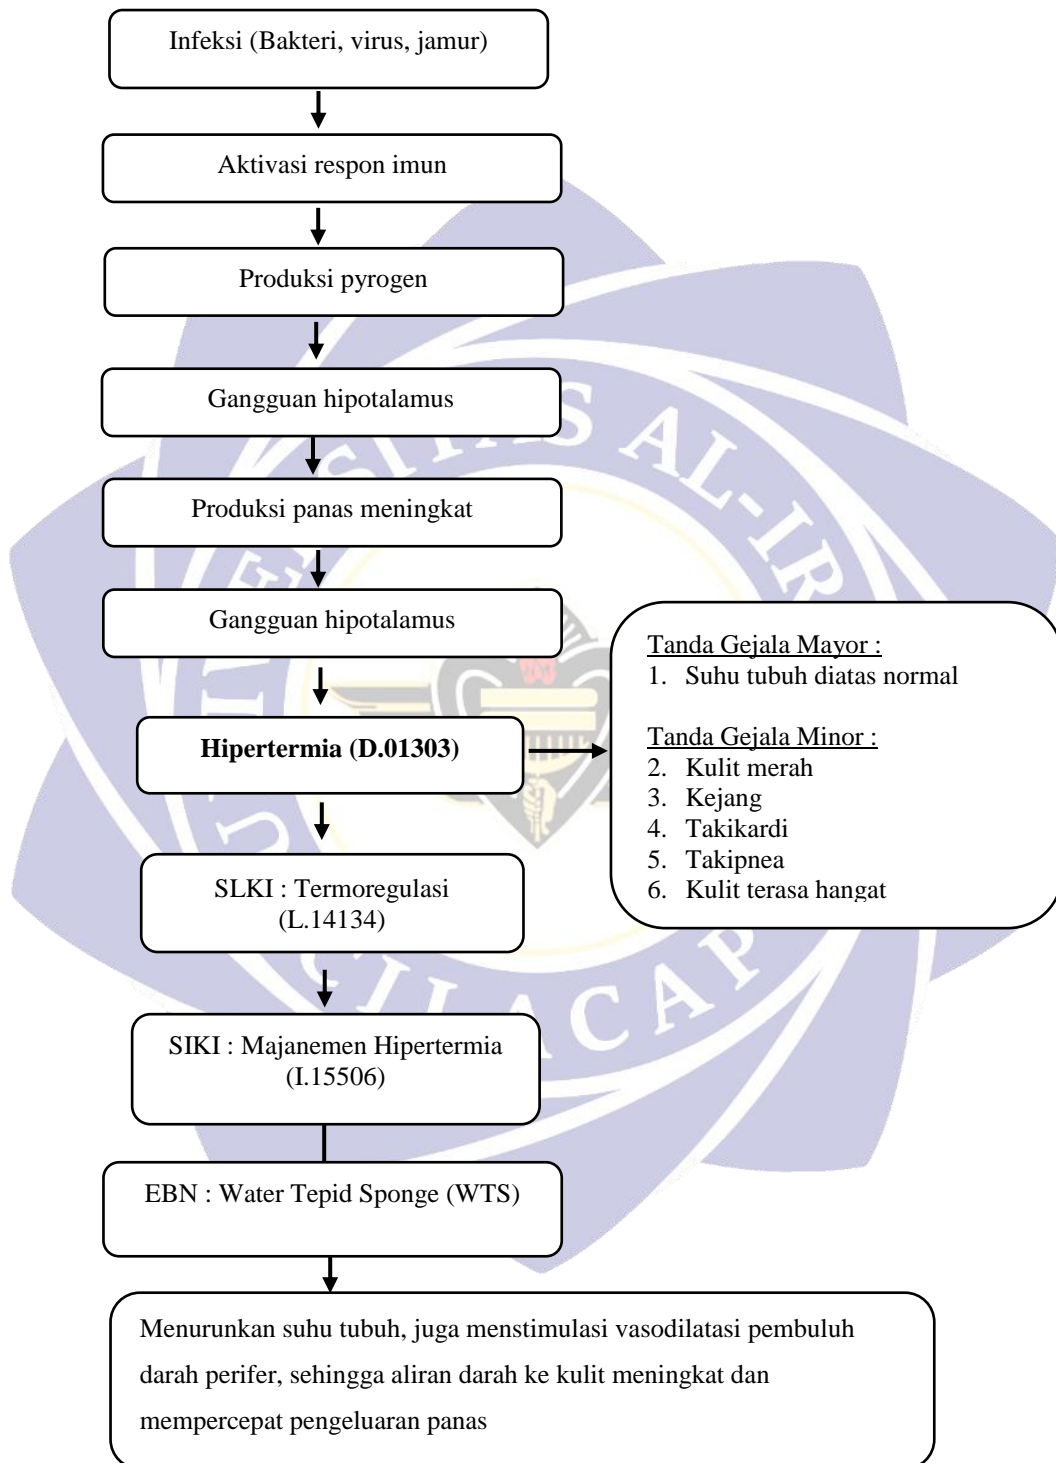 Infeksi (Bakteri, virus, jamur)
Aktivasi respon imun
Produksi pyrogen
Gangguan hipotalamus
Produksi panas meningkat
Gangguan hipotalamus
Hipertermia (D.01303)
Tanda Gejala Mayor :
1. Suhu tubuh diatas normal
Tanda Gejala Minor :
2. Kulit merah
3. Kejang
4. Takikardi
5. Takipnea
6. Kulit terasa hangat
SLKI : Termoregulasi
(L.14134)
SIKI : Majanemen Hipertermia
(I.15506)
EBN : Water Tepid Sponge (WTS)
Menurunkan suhu tubuh, juga menstimulasi vasodilatasi pembuluh
darah perifer, sehingga aliran darah ke kulit meningkat dan
mempercepat pengeluaran panas
CILACAP